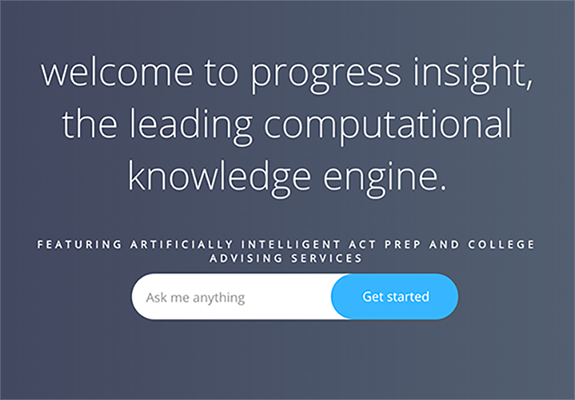 welcome to progress insight,
the leading computational
knowledge engine.
FEATURING ARTIFICIALLY INTELLIGENT ACT PREP AND COLLEGE
ADVISING SERVICES
Ask me anything
Get started